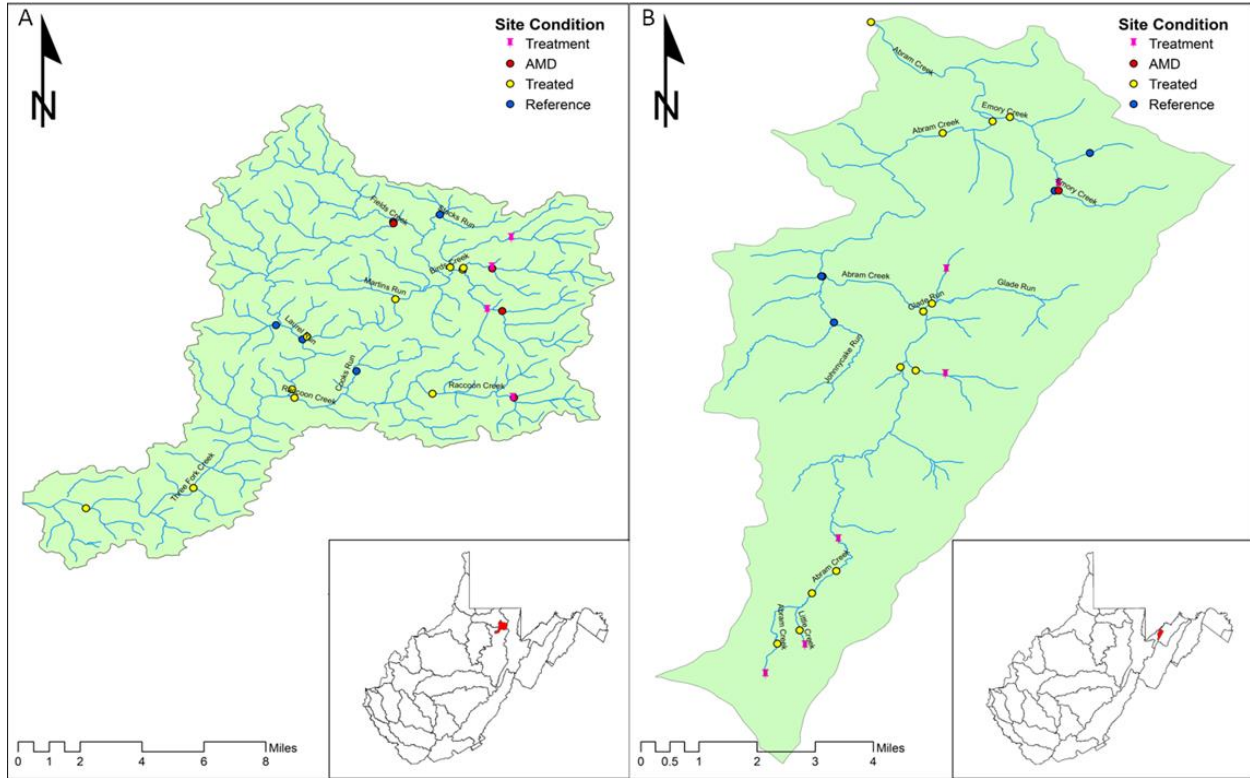 A
Site Condition
Treatment
AMD
Treated
Reference
N
Fields Creek
Birds Creek
Martins Run
Laurel Run
Cooks Run
Raccoon Creek
Raccoon Creek
Three Fork Creek
Miles
0 1 2 4 6 8
B
Site Condition
Treatment
AMD
Treated
Reference
N
Abram Creek
Emory Creek
Abram Creek
Emory Creek
Abram Creek
Glade Run
Glade Run
Johnnycake Run
Abram Creek
Abram Creek
Little Creek
Miles
0 0.5 1 2 3 4